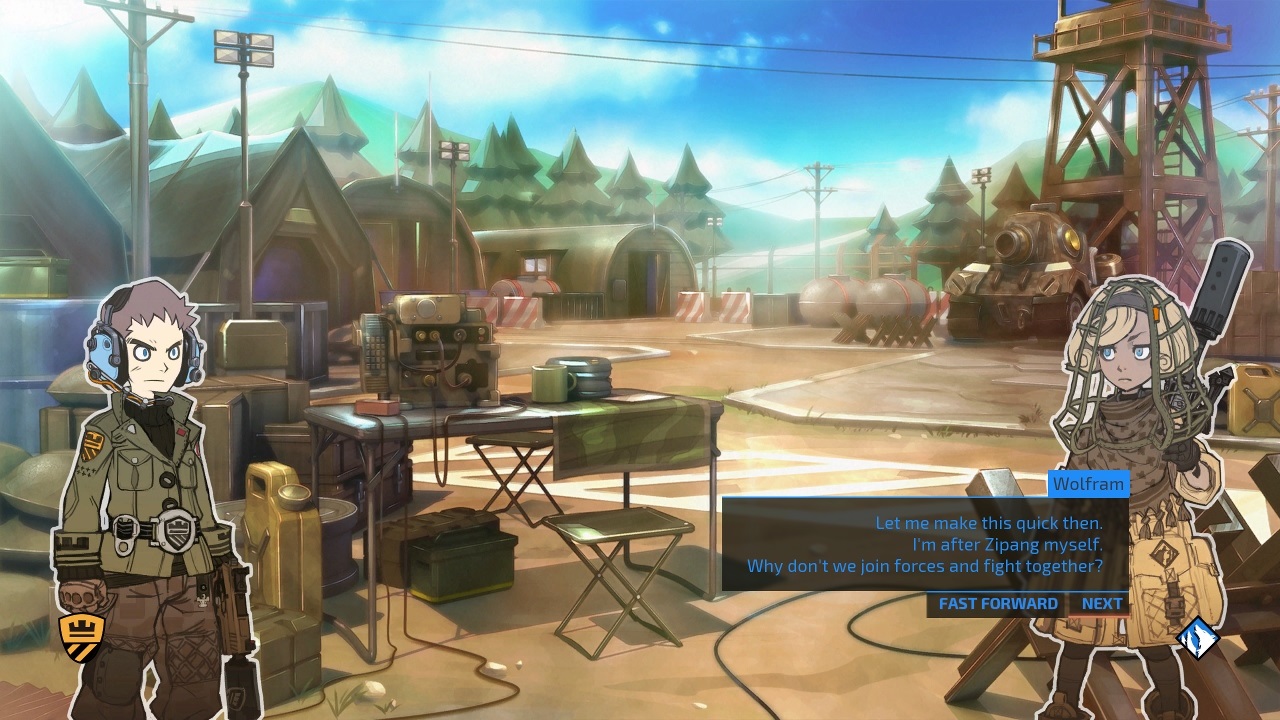 Wolfram
Let me make this quick then.
I'm after Zipang myself.
Why don't we join forces and fight together?
FAST FORWARD NEXT